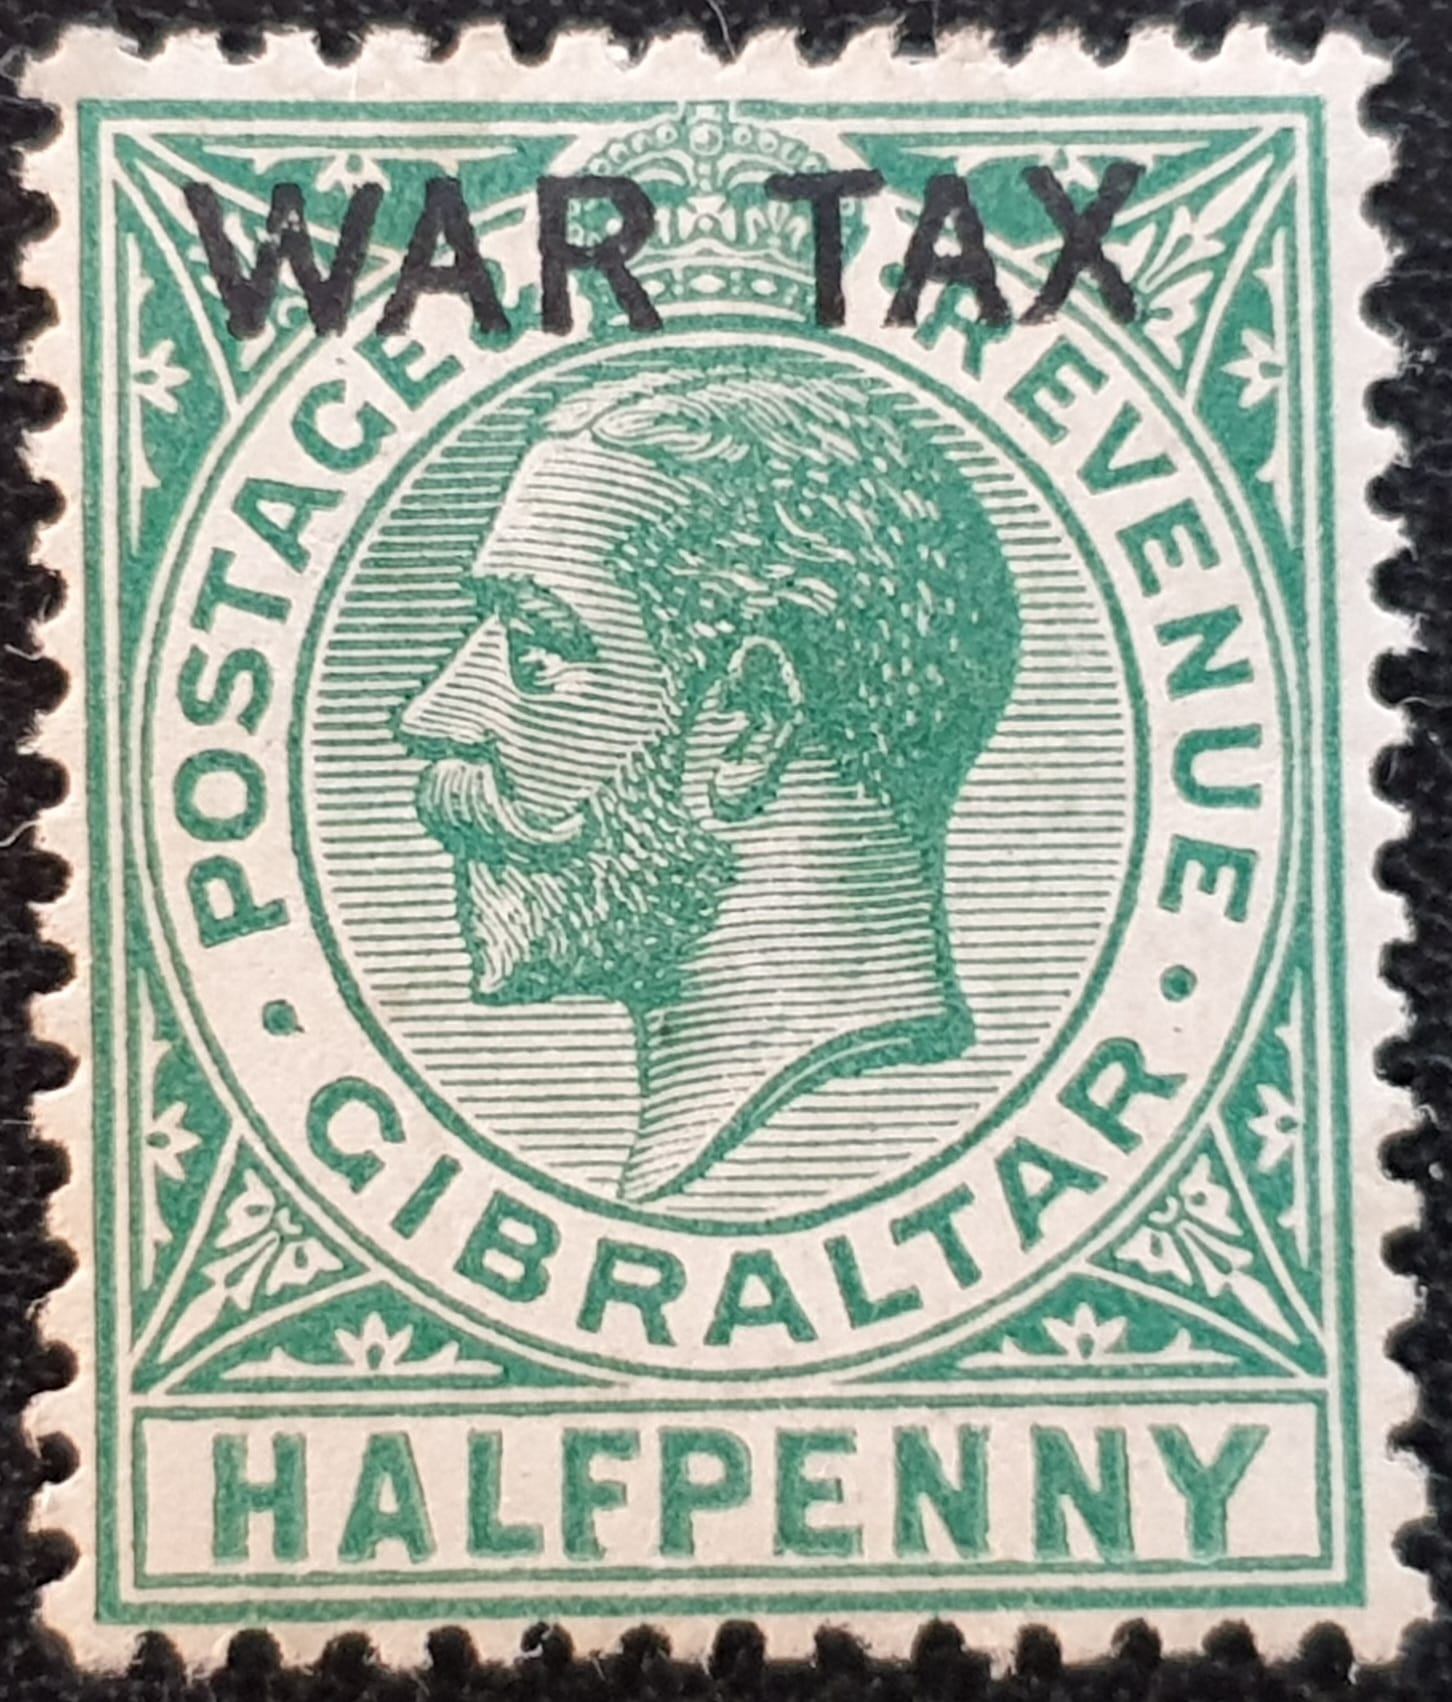 WAR TAX
POSTAGE & REVENUE
GIBRALTAR
HALFPENNY